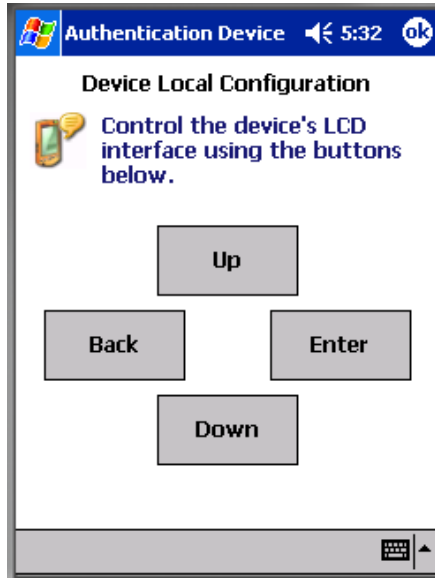 Authentication Device 5:32 ok
Device Local Configuration
Control the device's LCD
interface using the buttons
below.
Up
Back Enter
Down